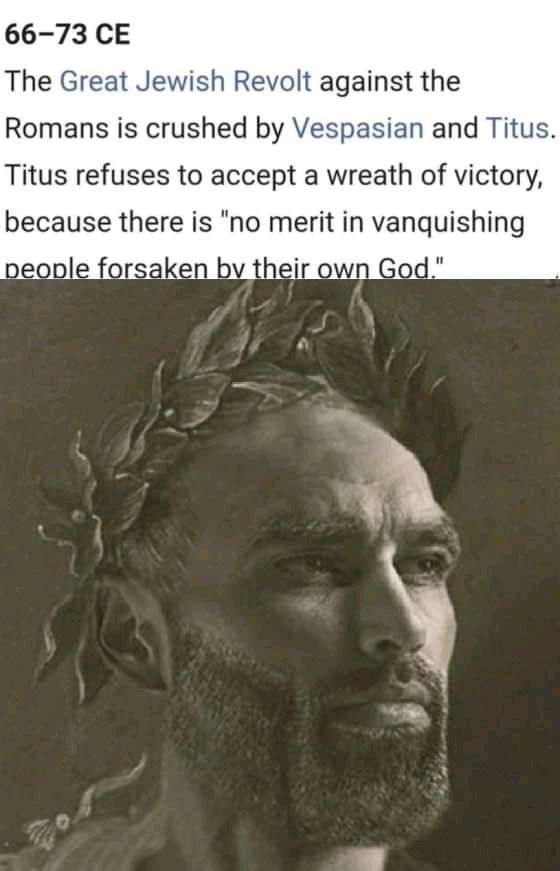 66–73 CE
The Great Jewish Revolt against the
Romans is crushed by Vespasian and Titus.
Titus refuses to accept a wreath of victory,
because there is "no merit in vanquishing
people forsaken by their own God."